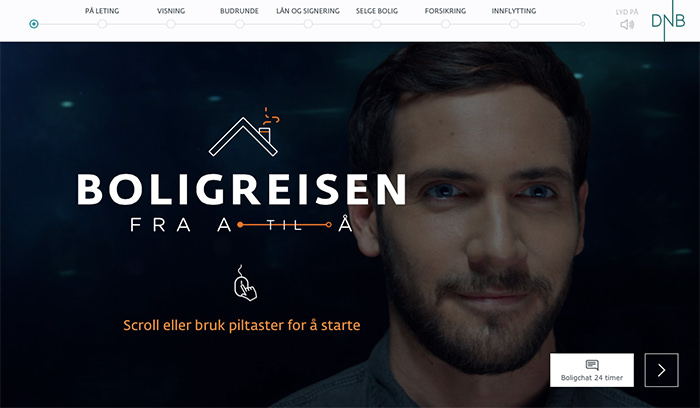 PÅ LETING
VISNING
BUDRUNDE
LÅN OG SIGNERING
SELGE BOLIG
FORSIKRING
INNFLYTTING
LYD PÅ
DNB
BOLIGREISEN
FRA A TIL Å
Scroll eller bruk piltaster for å starte
Boligchat 24 timer